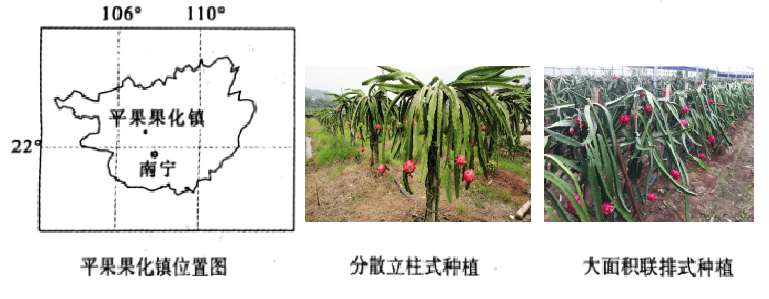 106° 110°
平果果化镇
22°
南宁
平果果化镇位置图
分散立柱式种植
大面积联排式种植